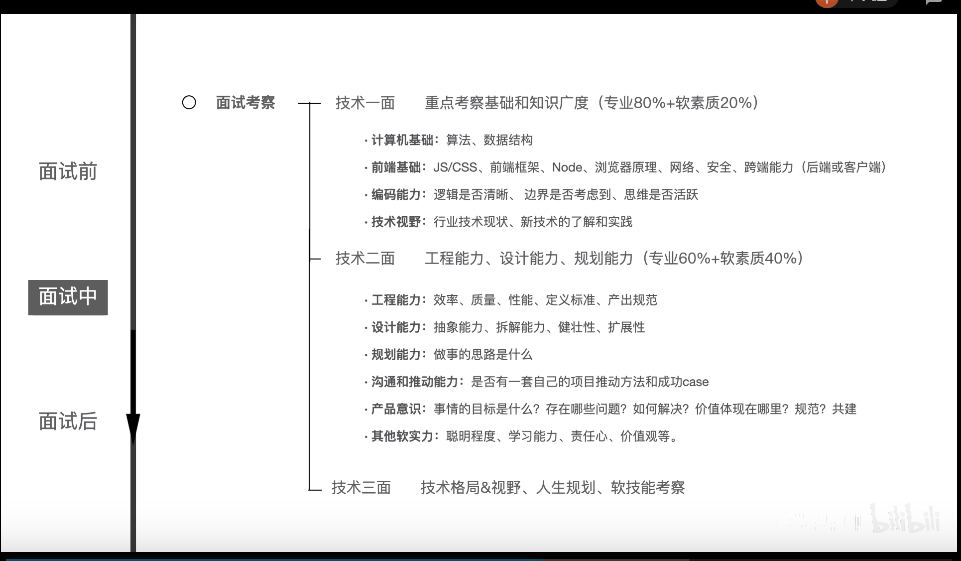 面试前
面试中
面试后
面试考察
技术一面 重点考察基础和知识广度（专业80%+软素质20%）
·计算机基础：算法、数据结构
·前端基础：JS/CSS、前端框架、Node、浏览器原理、网络、安全、跨端能力（后端或客户端）
·编码能力：逻辑是否清晰、 边界是否考虑到、思维是否活跃
·技术视野：行业技术现状、新技术的了解和实践
技术二面 工程能力、设计能力、规划能力（专业60%+软素质40%）
·工程能力：效率、质量、性能、定义标准、产出规范
·设计能力：抽象能力、拆解能力、健壮性、扩展性
·规划能力：做事的思路是什么
·沟通和推动能力：是否有一套自己的项目推动方法和成功case
·产品意识：事情的目标是什么？存在哪些问题？如何解决？价值体现在哪里？规范？共建
·其他软实力：聪明程度、学习能力、责任心、价值观等。
技术三面 技术格局&视野、人生规划、软技能考察
bilibili